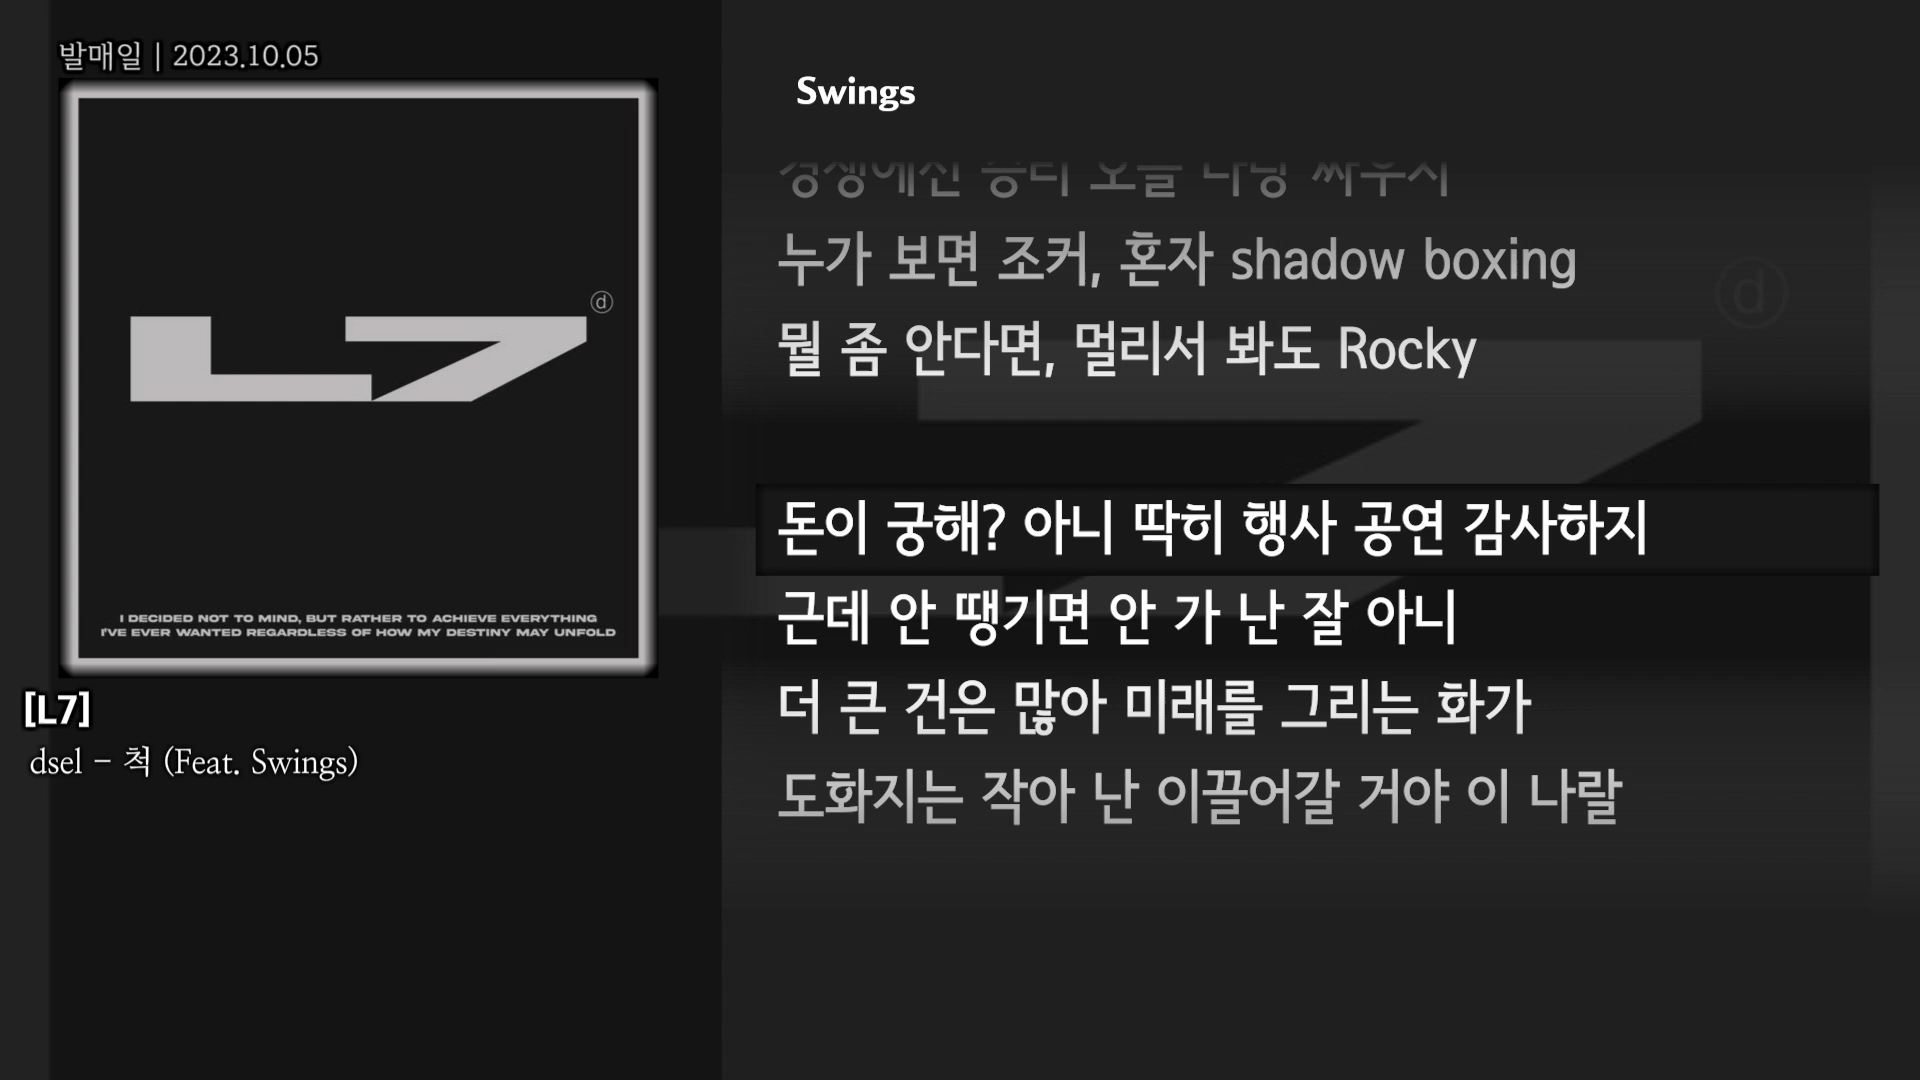 발매일 | 2023.10.05
ⓓ
I DECIDED NOT TO MIND, BUT RATHER TO ACHIEVE EVERYTHING
I'VE EVER WANTED REGARDLESS OF HOW MY DESTINY MAY UNFOLD
L7
[L7]
dsel - 척 (Feat. Swings)
Swings
누가 보면 조커, 혼자 shadow boxing
뭘 좀 안다면, 멀리서 봐도 Rocky
돈이 궁해? 아니 딱히 행사 공연 감사하지
근데 안 땡기면 안 가 난 잘 아니
더 큰 건은 많아 미래를 그리는 화가
도화지는 작아 난 이끌어갈 거야 이 나랄